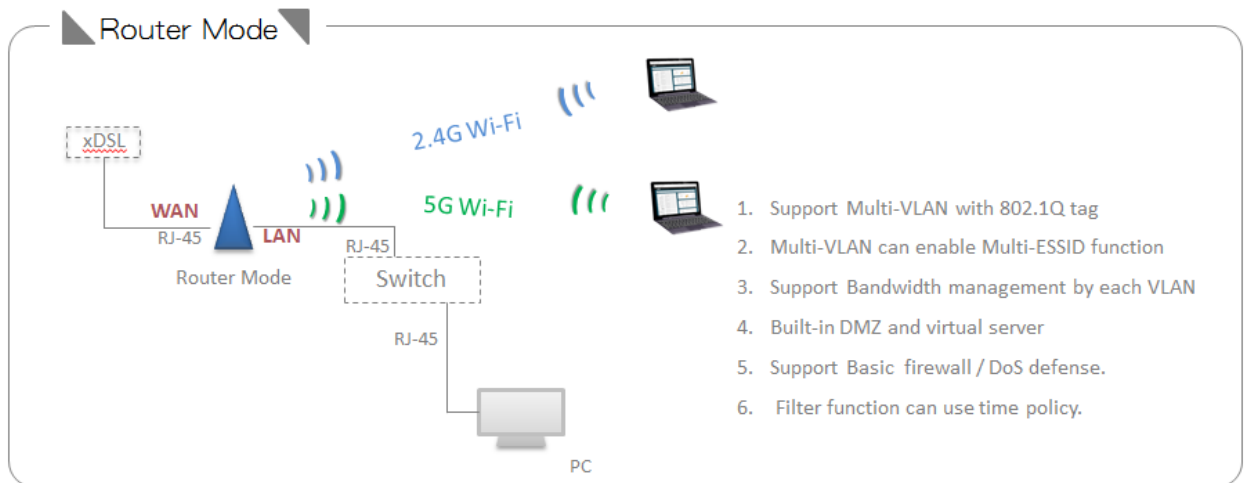 Router Mode
2.4G Wi-Fi
xDSL
5G Wi-Fi
WAN
RJ-45
LAN
RJ-45
Router Mode
Switch
RJ-45
PC
1. Support Multi-VLAN with 802.1Q tag
2. Multi-VLAN can enable Multi-ESSID function
3. Support Bandwidth management by each VLAN
4. Built-in DMZ and virtual server
5. Support Basic firewall / DoS defense.
6. Filter function can use time policy.